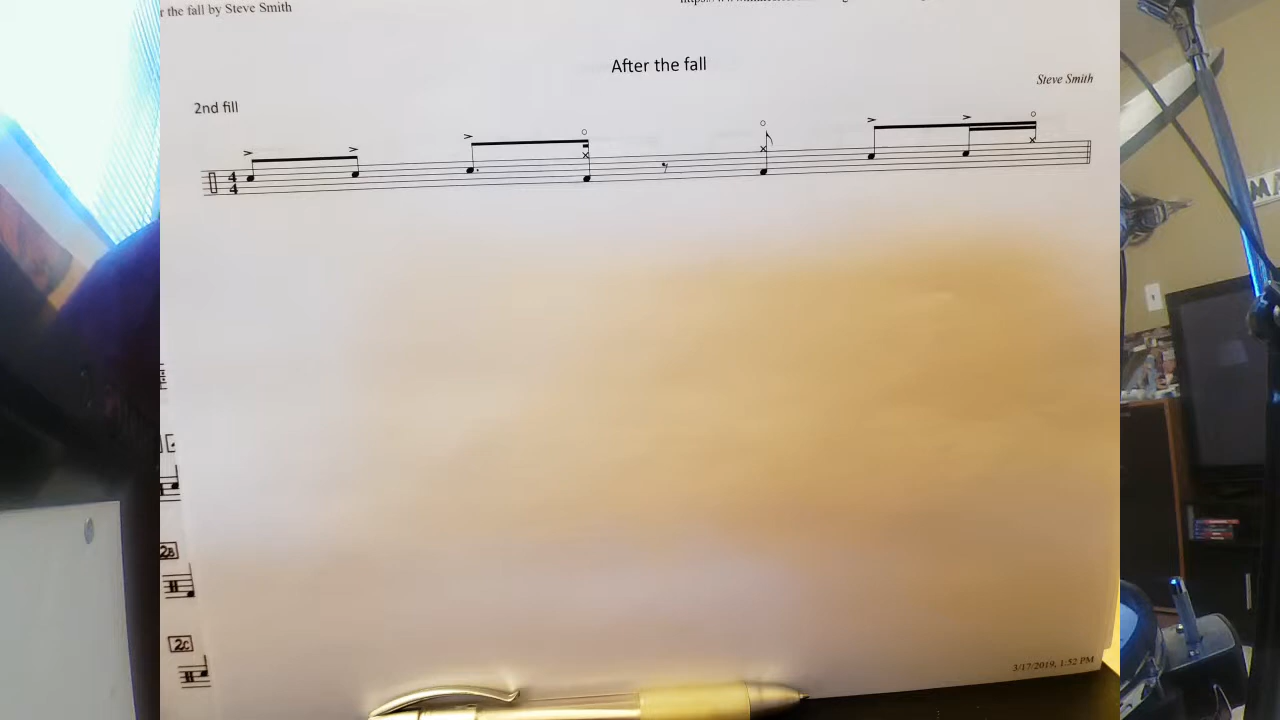 r the fall by Steve Smith
After the fall
Steve Smith
2nd fill
4
4
2B
2C
3/17/2019, 1:52 PM
MA